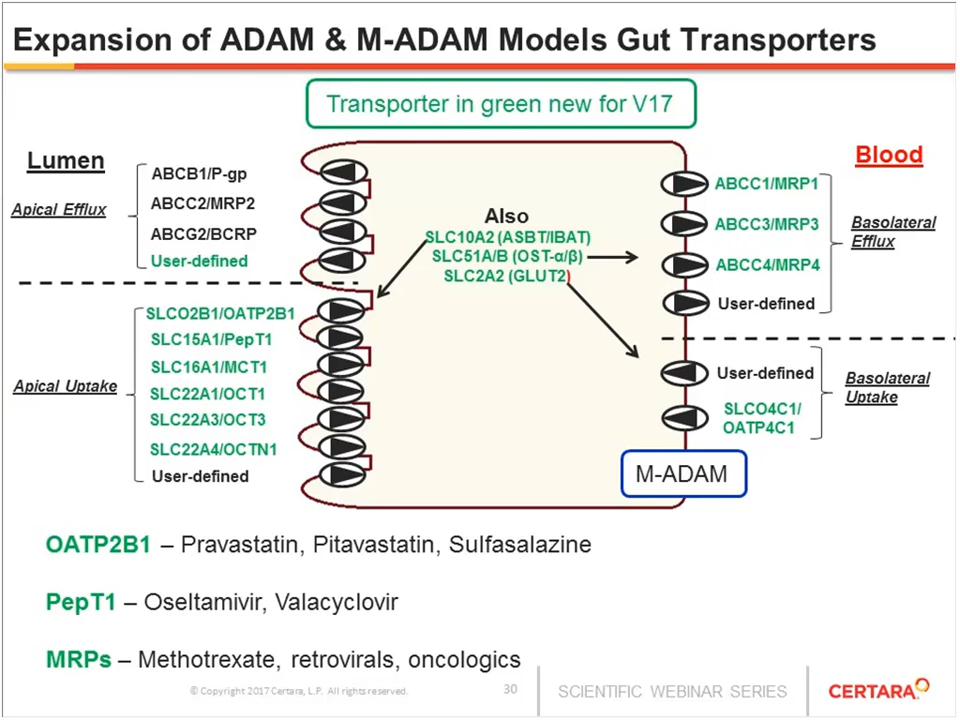 Expansion of ADAM & M-ADAM Models Gut Transporters
Transporter in green new for V17
Lumen
Blood
Apical Efflux
ABCB1/P-gp
ABCC2/MRP2
ABCG2/BCRP
User-defined
Also
SLC10A2 (ASBT/IBAT)
SLC51A/B (OST-α/β)
SLC2A2 (GLUT2)
ABCC1/MRP1
ABCC3/MRP3
ABCC4/MRP4
User-defined
Basolateral
Efflux
Apical Uptake
SLCO2B1/OATP2B1
SLC15A1/PepT1
SLC16A1/MCT1
SLC22A1/OCT1
SLC22A3/OCT3
SLC22A4/OCTN1
User-defined
User-defined
SLCO4C1/
OATP4C1
Basolateral
Uptake
M-ADAM
OATP2B1 – Pravastatin, Pitavastatin, Sulfasalazine
PepT1 – Oseltamivir, Valacyclovir
MRPs – Methotrexate, retrovirals, oncologics
© Copyright 2017 Certara, L.P. All rights reserved.
30
SCIENTIFIC WEBINAR SERIES
CERTARA